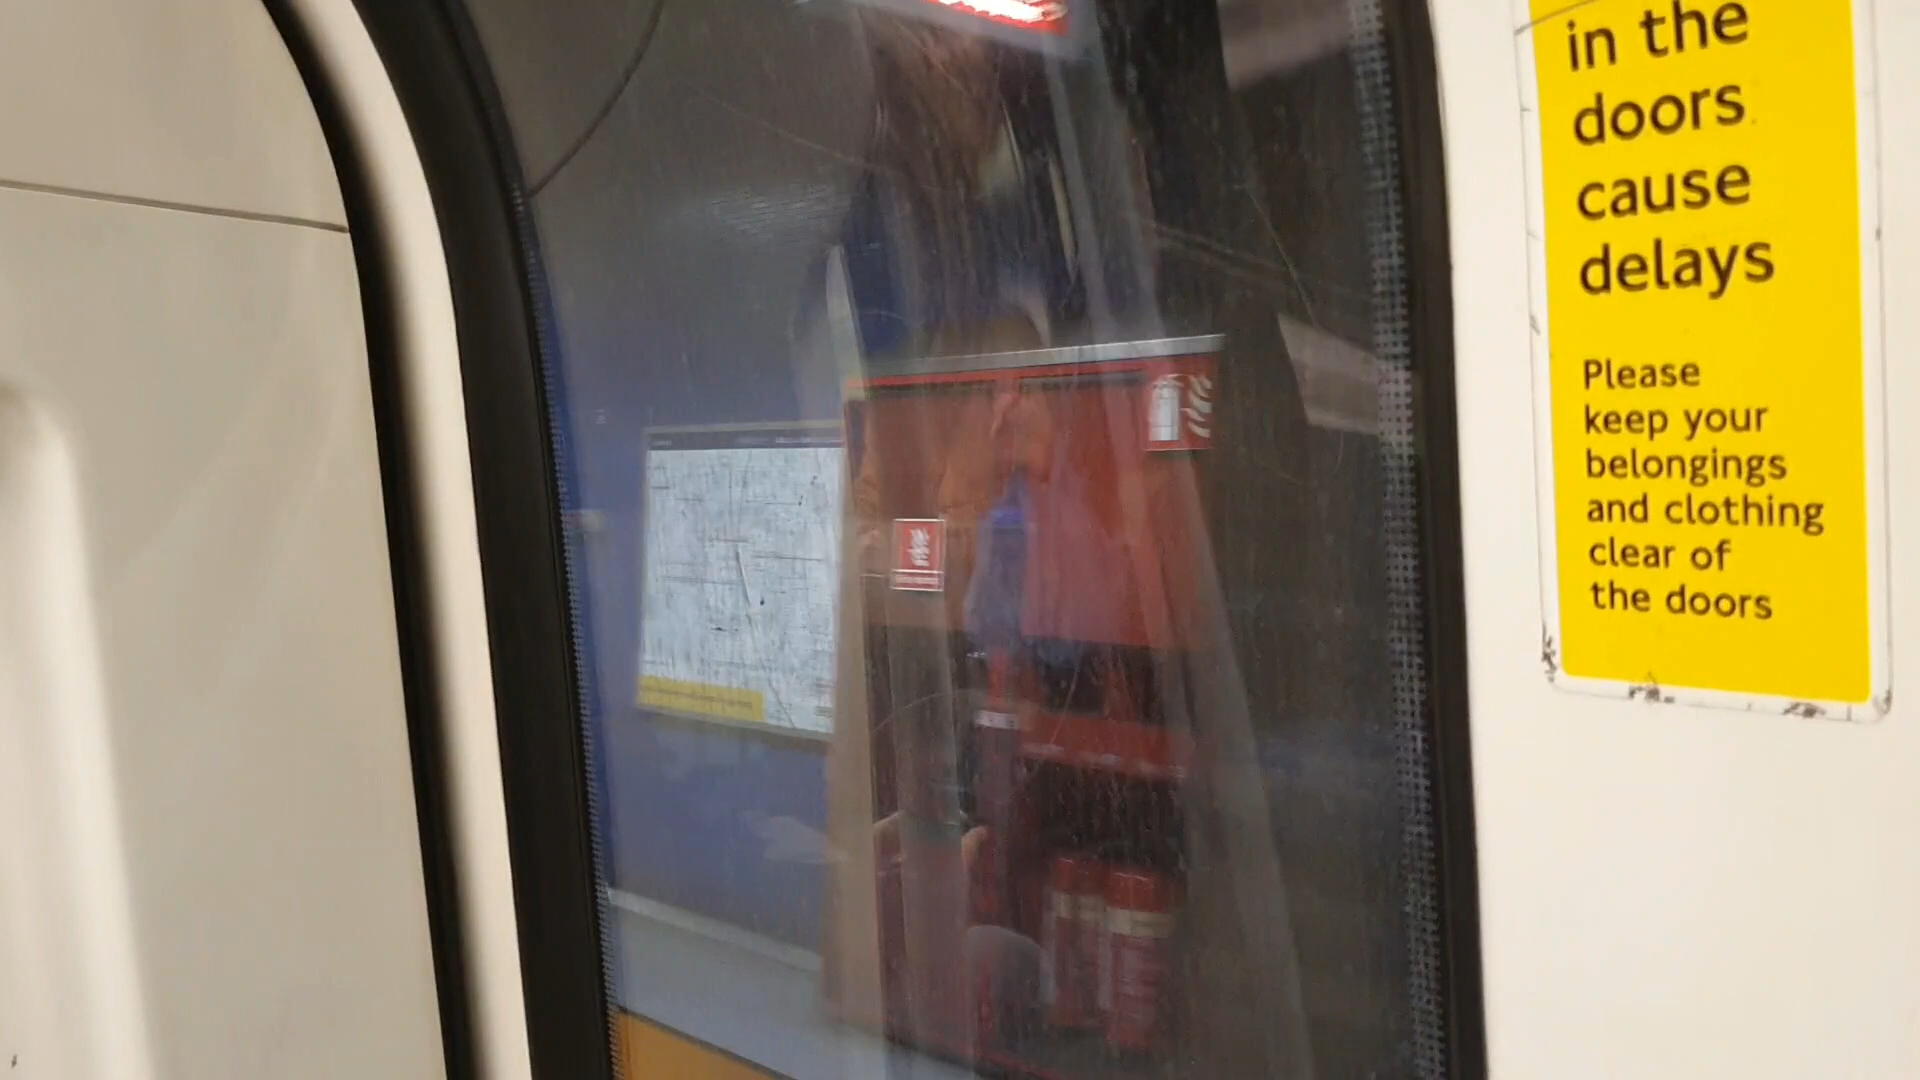 in the
doors
cause
delays
Please
keep your
belongings
and clothing
clear of
the doors